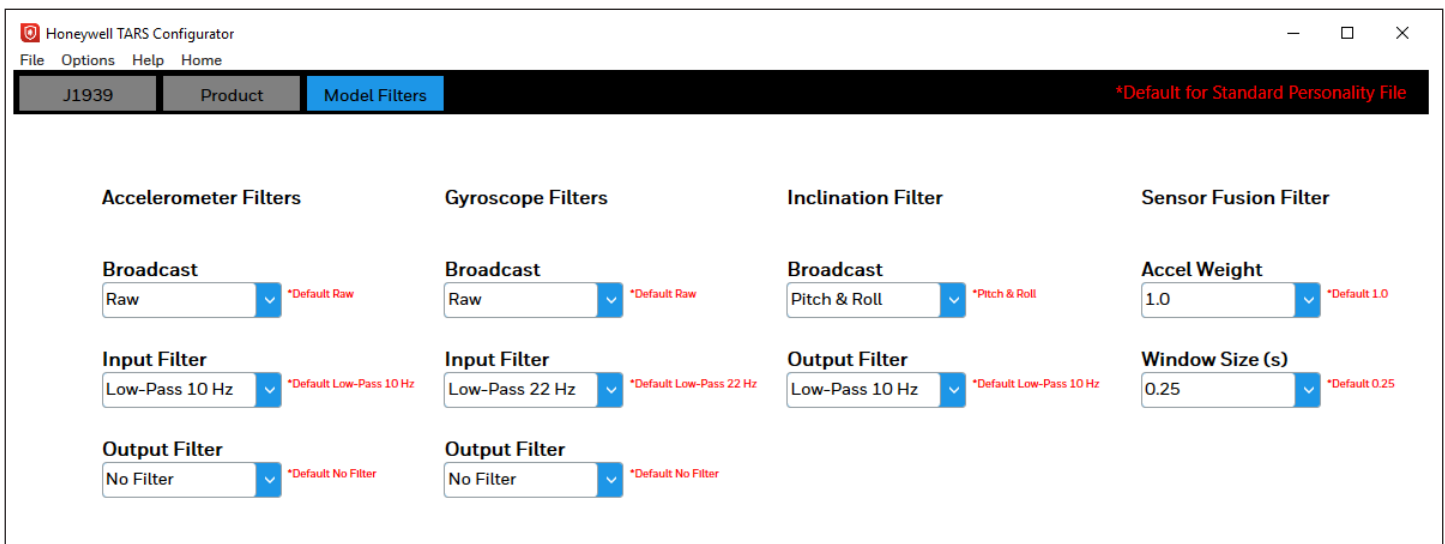 Honeywell TARS Configurator
File Options Help Home
J1939 Product Model Filters *Default for Standard Personality File
Accelerometer Filters Gyroscope Filters Inclination Filter Sensor Fusion Filter
Broadcast Broadcast Broadcast Accel Weight
Raw *Default Raw Raw *Default Raw Pitch & Roll *Pitch & Roll 1.0 *Default 1.0
Input Filter Input Filter Output Filter Window Size (s)
Low-Pass 10 Hz *Default Low-Pass 10 Hz Low-Pass 22 Hz *Default Low-Pass 22 Hz Low-Pass 10 Hz *Default Low-Pass 10 Hz 0.25 *Default 0.25
Output Filter Output Filter
No Filter *Default No Filter No Filter *Default No Filter